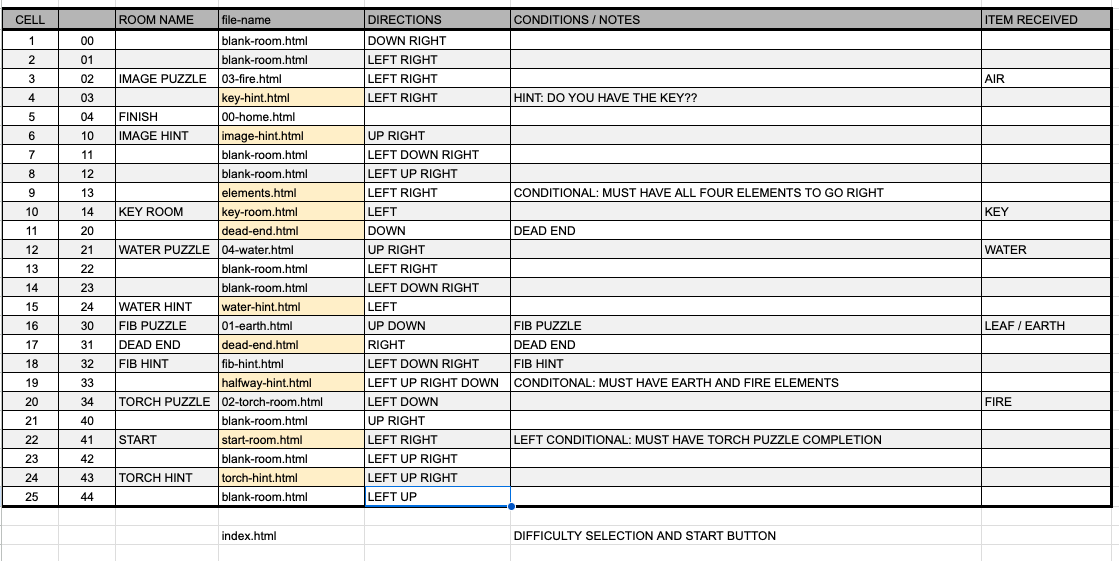 CELL ROOM NAME file-name DIRECTIONS CONDITIONS / NOTES ITEM RECEIVED
1 00 blank-room.html DOWN RIGHT
2 01 blank-room.html LEFT RIGHT
3 02 IMAGE PUZZLE 03-fire.html LEFT RIGHT AIR
4 03 key-hint.html LEFT RIGHT HINT: DO YOU HAVE THE KEY??
5 04 FINISH 00-home.html
6 10 IMAGE HINT image-hint.html UP RIGHT
7 11 blank-room.html LEFT DOWN RIGHT
8 12 blank-room.html LEFT UP RIGHT
9 13 elements.html LEFT RIGHT CONDITIONAL: MUST HAVE ALL FOUR ELEMENTS TO GO RIGHT
10 14 KEY ROOM key-room.html LEFT KEY
11 20 dead-end.html DOWN DEAD END
12 21 WATER PUZZLE 04-water.html UP RIGHT WATER
13 22 blank-room.html LEFT RIGHT
14 23 blank-room.html LEFT DOWN RIGHT
15 24 WATER HINT water-hint.html LEFT
16 30 FIB PUZZLE 01-earth.html UP DOWN FIB PUZZLE LEAF / EARTH
17 31 DEAD END dead-end.html RIGHT DEAD END
18 32 FIB HINT fib-hint.html LEFT DOWN RIGHT FIB HINT
19 33 halfway-hint.html LEFT UP RIGHT DOWN CONDITONAL: MUST HAVE EARTH AND FIRE ELEMENTS
20 34 TORCH PUZZLE 02-torch-room.html LEFT DOWN FIRE
21 40 blank-room.html UP RIGHT
22 41 START start-room.html LEFT RIGHT LEFT CONDITIONAL: MUST HAVE TORCH PUZZLE COMPLETION
23 42 blank-room.html LEFT UP RIGHT
24 43 TORCH HINT torch-hint.html LEFT UP RIGHT
25 44 blank-room.html LEFT UP
index.html DIFFICULTY SELECTION AND START BUTTON